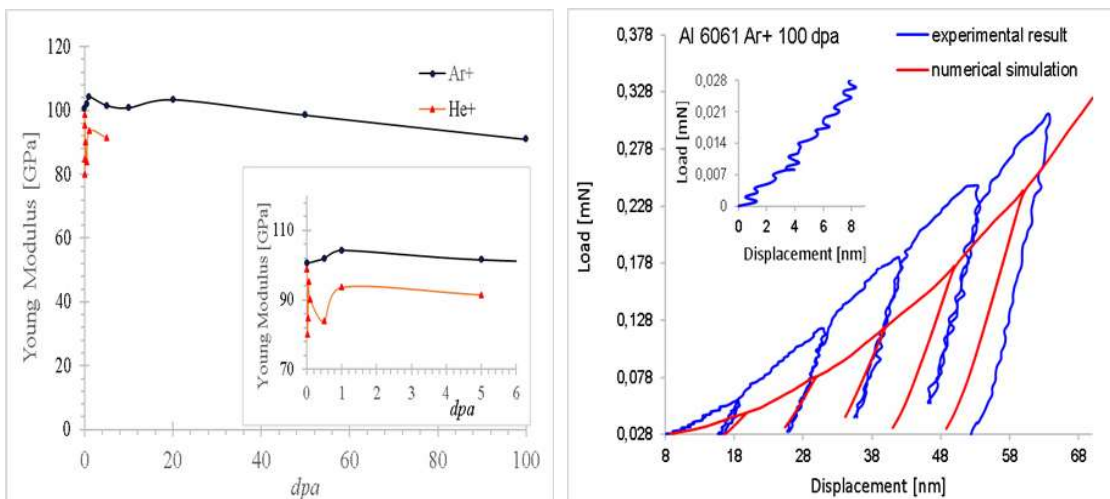 120
100
80
60
40
20
0
Young Modulus [GPa]
Ar+
He+
110
90
70
Young Modulus [GPa]
0 1 2 3 4 5 6
dpa
0 20 40 60 80 100
dpa
Al 6061 Ar+ 100 dpa
experimental result
numerical simulation
0,378
0,328
0,278
0,228
0,178
0,128
0,078
0,028
Load [mN]
0,028
0,021
0,014
0,007
0
Load [mN]
0 2 4 6 8
Displacement [nm]
8 18 28 38 48 58 68
Displacement [nm]